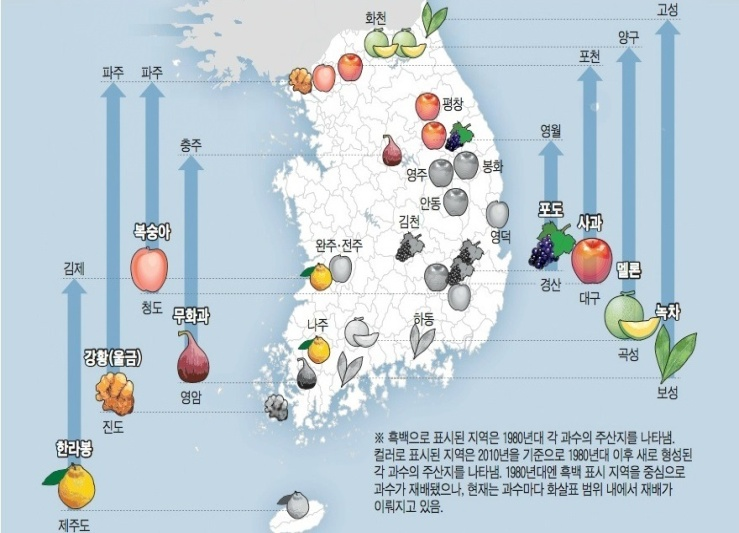 화천
고성
양구
포천
파주
파주
평창
영월
충주
영주
봉화
안동
포도
사과
복숭아
김천
영덕
완주·전주
김제
멜론
경산
대구
청도
무화과
나주
하동
녹차
강황(울금)
곡성
영암
보성
진도
한라봉
제주도
※ 흑백으로 표시된 지역은 1980년대 각 과수의 주산지를 나타냄.
컬러로 표시된 지역은 2010년을 기준으로 1980년대 이후 새로 형성된
각 과수의 주산지를 나타냄. 1980년대엔 흑백 표시 지역을 중심으로
과수가 재배됐으나, 현재는 과수마다 화살표 범위 내에서 재배가
이뤄지고 있음.